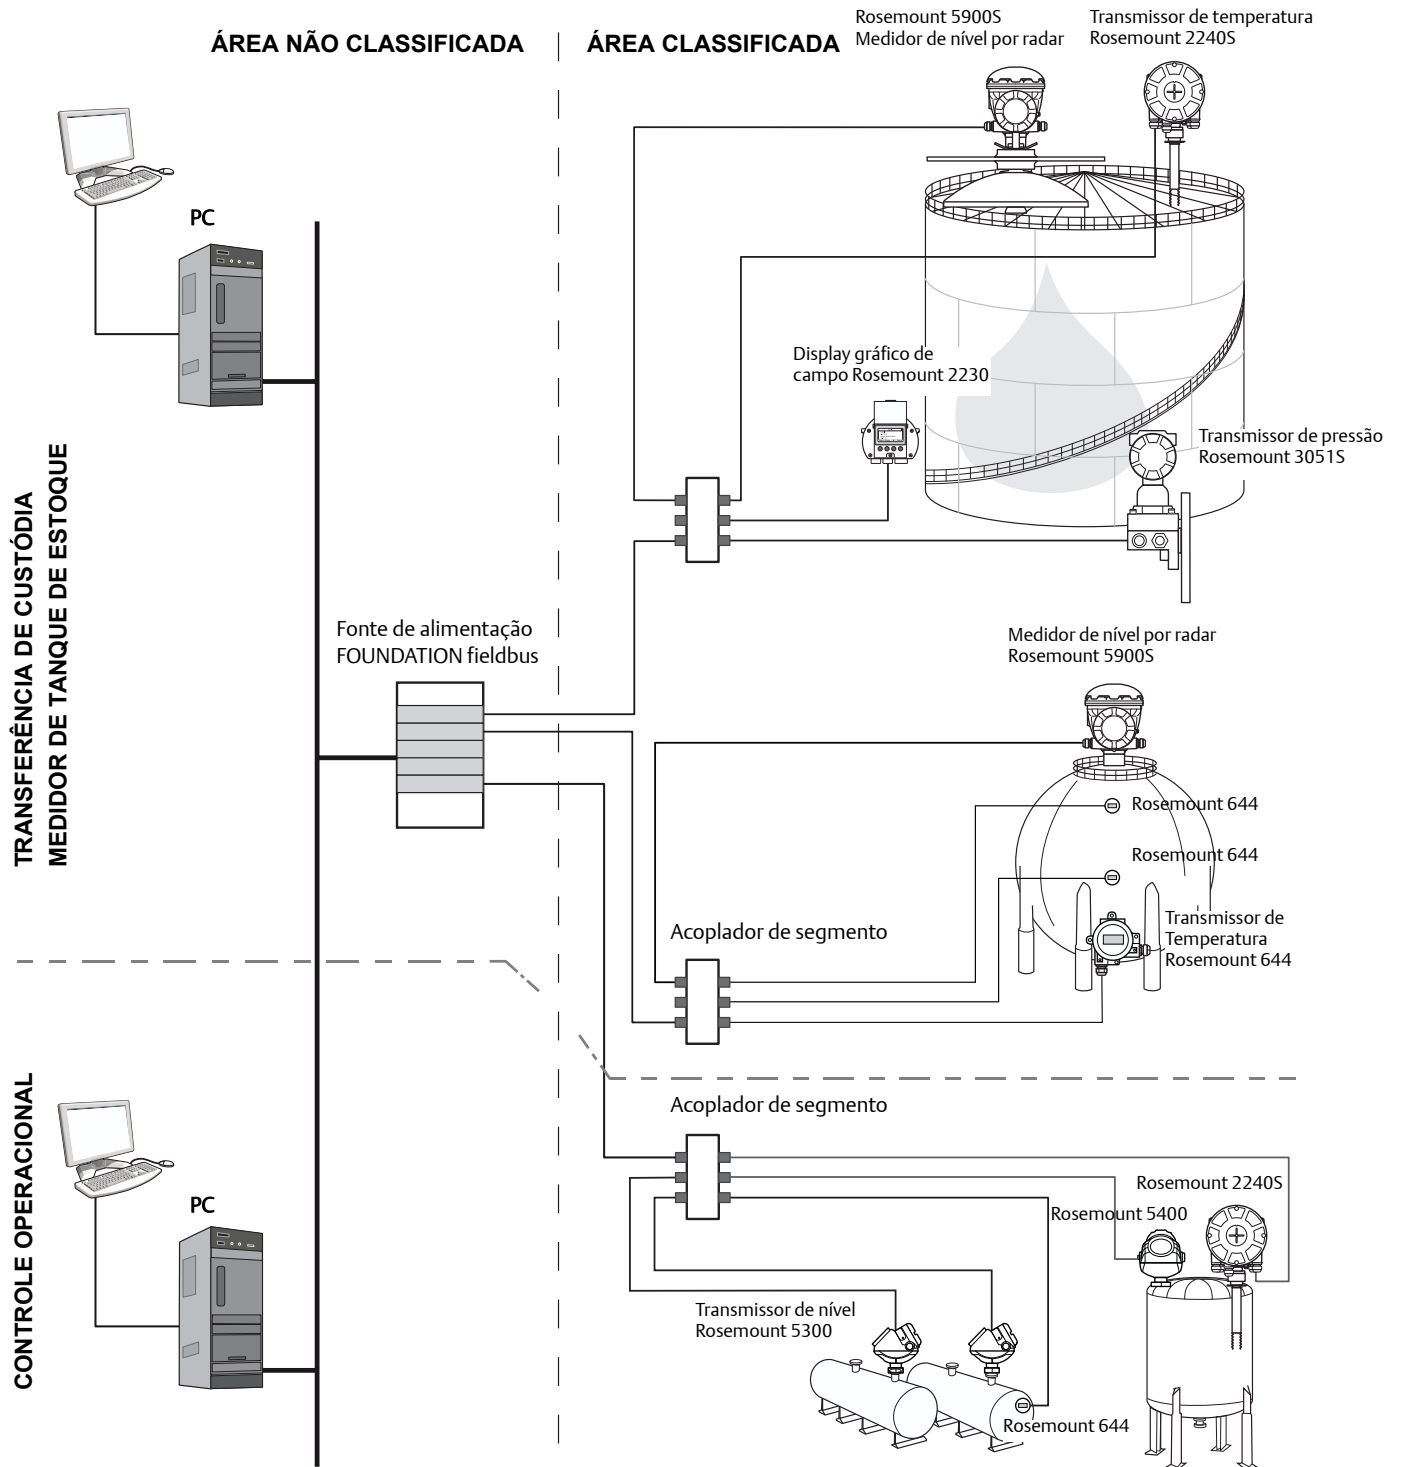 ÁREA NÃO CLASSIFICADA
ÁREA CLASSIFICADA
Rosemount 5900S
Medidor de nível por radar
Transmissor de temperatura
Rosemount 2240S
PC
Display gráfico de
campo Rosemount 2230
Transmissor de pressão
Rosemount 3051S
TRANSFERÊNCIA DE CUSTÓDIA
MEDIDOR DE TANQUE DE ESTOQUE
Fonte de alimentação
FOUNDATION fieldbus
Medidor de nível por radar
Rosemount 5900S
Rosemount 644
Rosemount 644
Transmissor de
Temperatura
Rosemount 644
Acoplador de segmento
CONTROLE OPERACIONAL
PC
Acoplador de segmento
Rosemount 2240S
Rosemount 5400
Transmissor de nível
Rosemount 5300
Rosemount 644